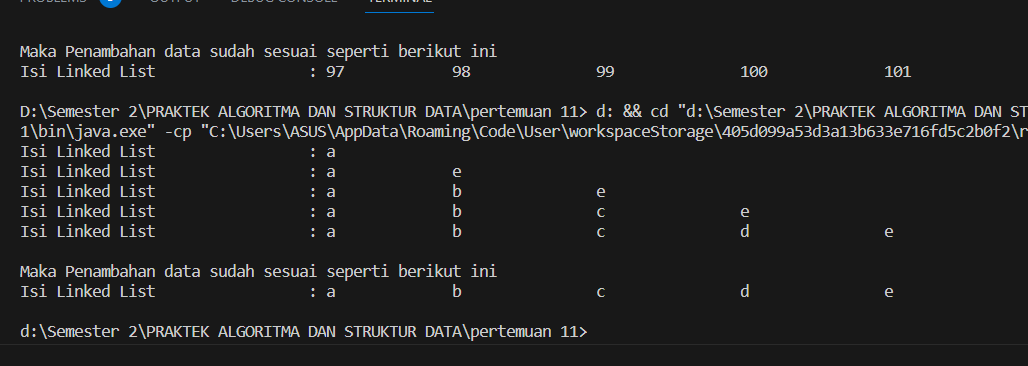 PROBLEMS OUTPUT DEBUG CONSOLE TERMINAL
Maka Penambahan data sudah sesuai seperti berikut ini
Isi Linked List : 97 98 99 100 101
D:\Semester 2\PRAKTEK ALGORITMA DAN STRUKTUR DATA\pertemuan 11> d: && cd "d:\Semester 2\PRAKTEK ALGORITMA DAN ST
1\bin\java.exe" -cp "C:\Users\ASUS\AppData\Roaming\Code\User\workspaceStorage\405d099a53d3a13b633e716fd5c2b0f2\r
Isi Linked List : a
Isi Linked List : a e
Isi Linked List : a b e
Isi Linked List : a b c e
Isi Linked List : a b c d e
Maka Penambahan data sudah sesuai seperti berikut ini
Isi Linked List : a b c d e
d:\Semester 2\PRAKTEK ALGORITMA DAN STRUKTUR DATA\pertemuan 11>